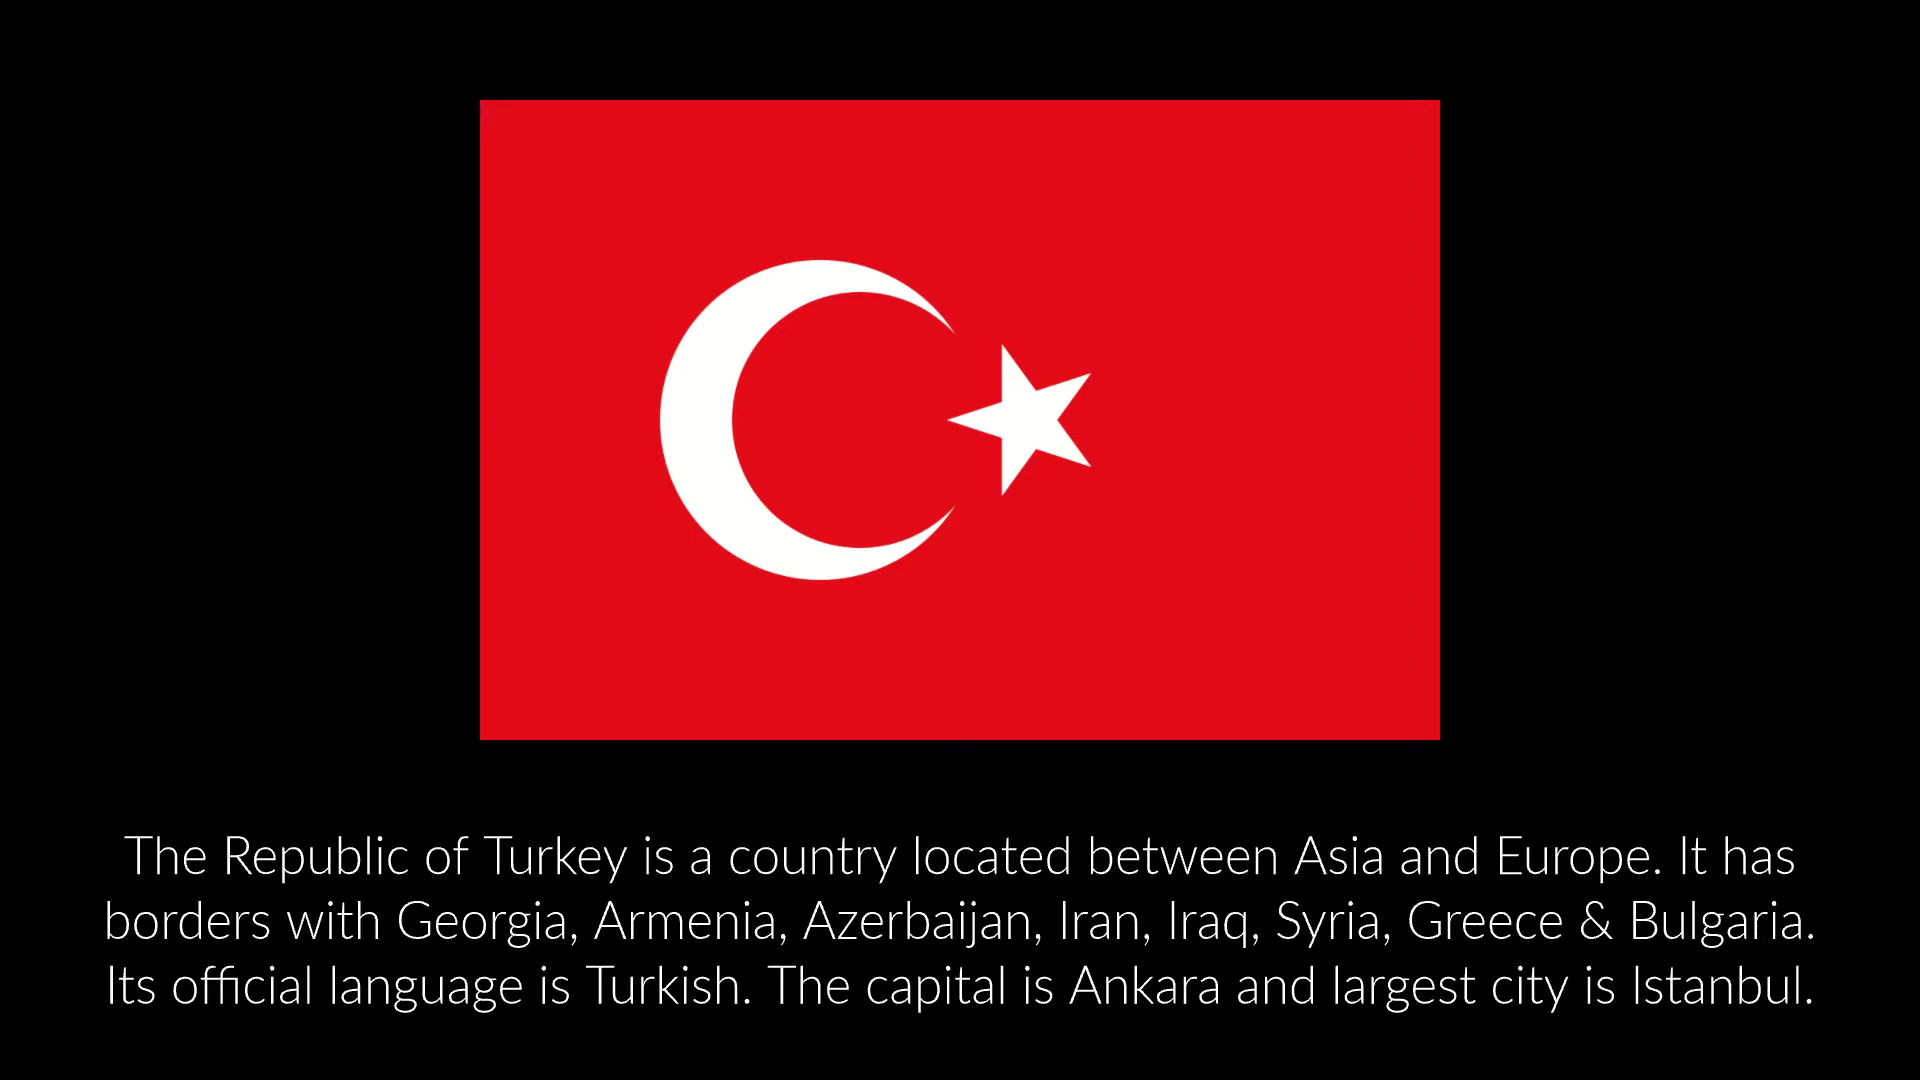 The Republic of Turkey is a country located between Asia and Europe. It has
borders with Georgia, Armenia, Azerbaijan, Iran, Iraq, Syria, Greece & Bulgaria.
Its official language is Turkish. The capital is Ankara and largest city is Istanbul.